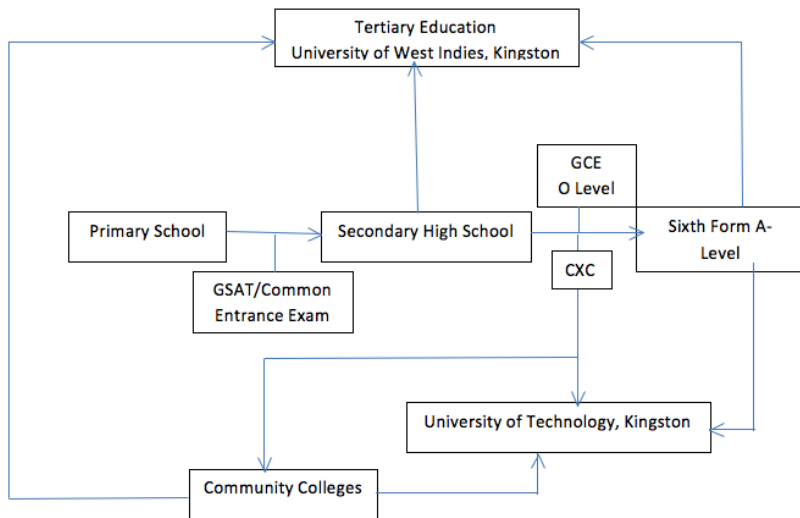 Tertiary Education
University of West Indies, Kingston
GCE
O Level
Primary School
Secondary High School
Sixth Form A-
Level
CXC
GSAT/Common
Entrance Exam
University of Technology, Kingston
Community Colleges